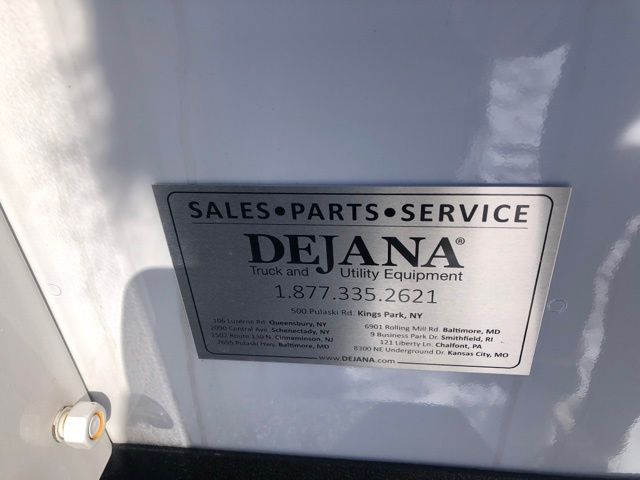 SALES•PARTS•SERVICE
DEJANA®
Truck and Utility Equipment
1.877.335.2621
500 Pulaski Rd. Kings Park, NY
106 Luzerne Rd. Queensbury, NY
2090 Central Ave. Schenectady, NY
1502 Route 130 N. Cinnaminson, NJ
7655 Pulaski Hwy. Baltimore, MD
6901 Rolling Mill Rd. Baltimore, MD
9 Business Park Dr. Smithfield, RI
121 Liberty Ln. Chalfont, PA
8300 NE Underground Dr. Kansas City, MO
www.DEJANA.com